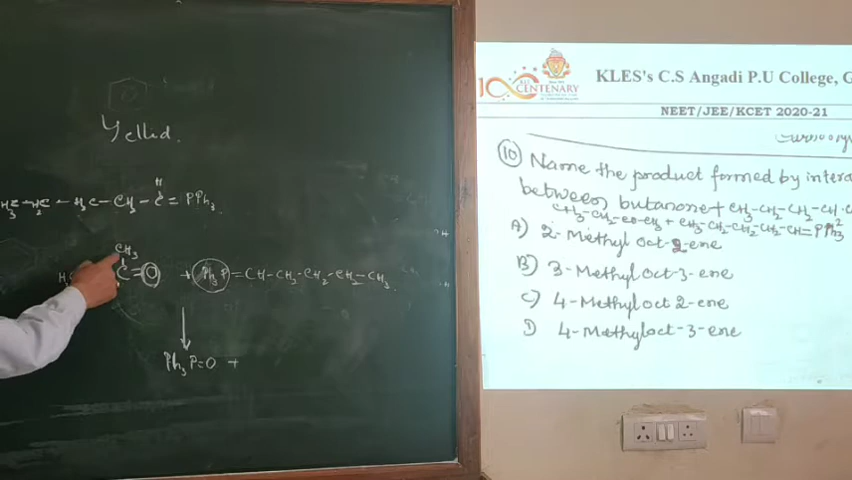 Yellid.
CH₃ – CH₂ – H₂C – CH₂ – C = PPh₃.
H
CH₃
C = O + Ph₃P = CH – CH₂ – CH₂ – CH₂ – CH₃.
Ph₃P=O +
CENTENARY
KLES's C.S Angadi P.U College, G
NEET/JEE/KCET 2020-21
10 Name the product formed by intera
between butanone + CH₃-CH₂-CH₂-CH₂
CH₃-CH₂-CO-CH₃ + CH₃-CH₂-CH₂-CH₂-CH=PPh₃ ?
A) 2-Methyl Oct-2-ene
B) 3-Methyl Oct-3-ene
C) 4-Methyl oct 2-ene
D) 4-Methyloct-3-ene